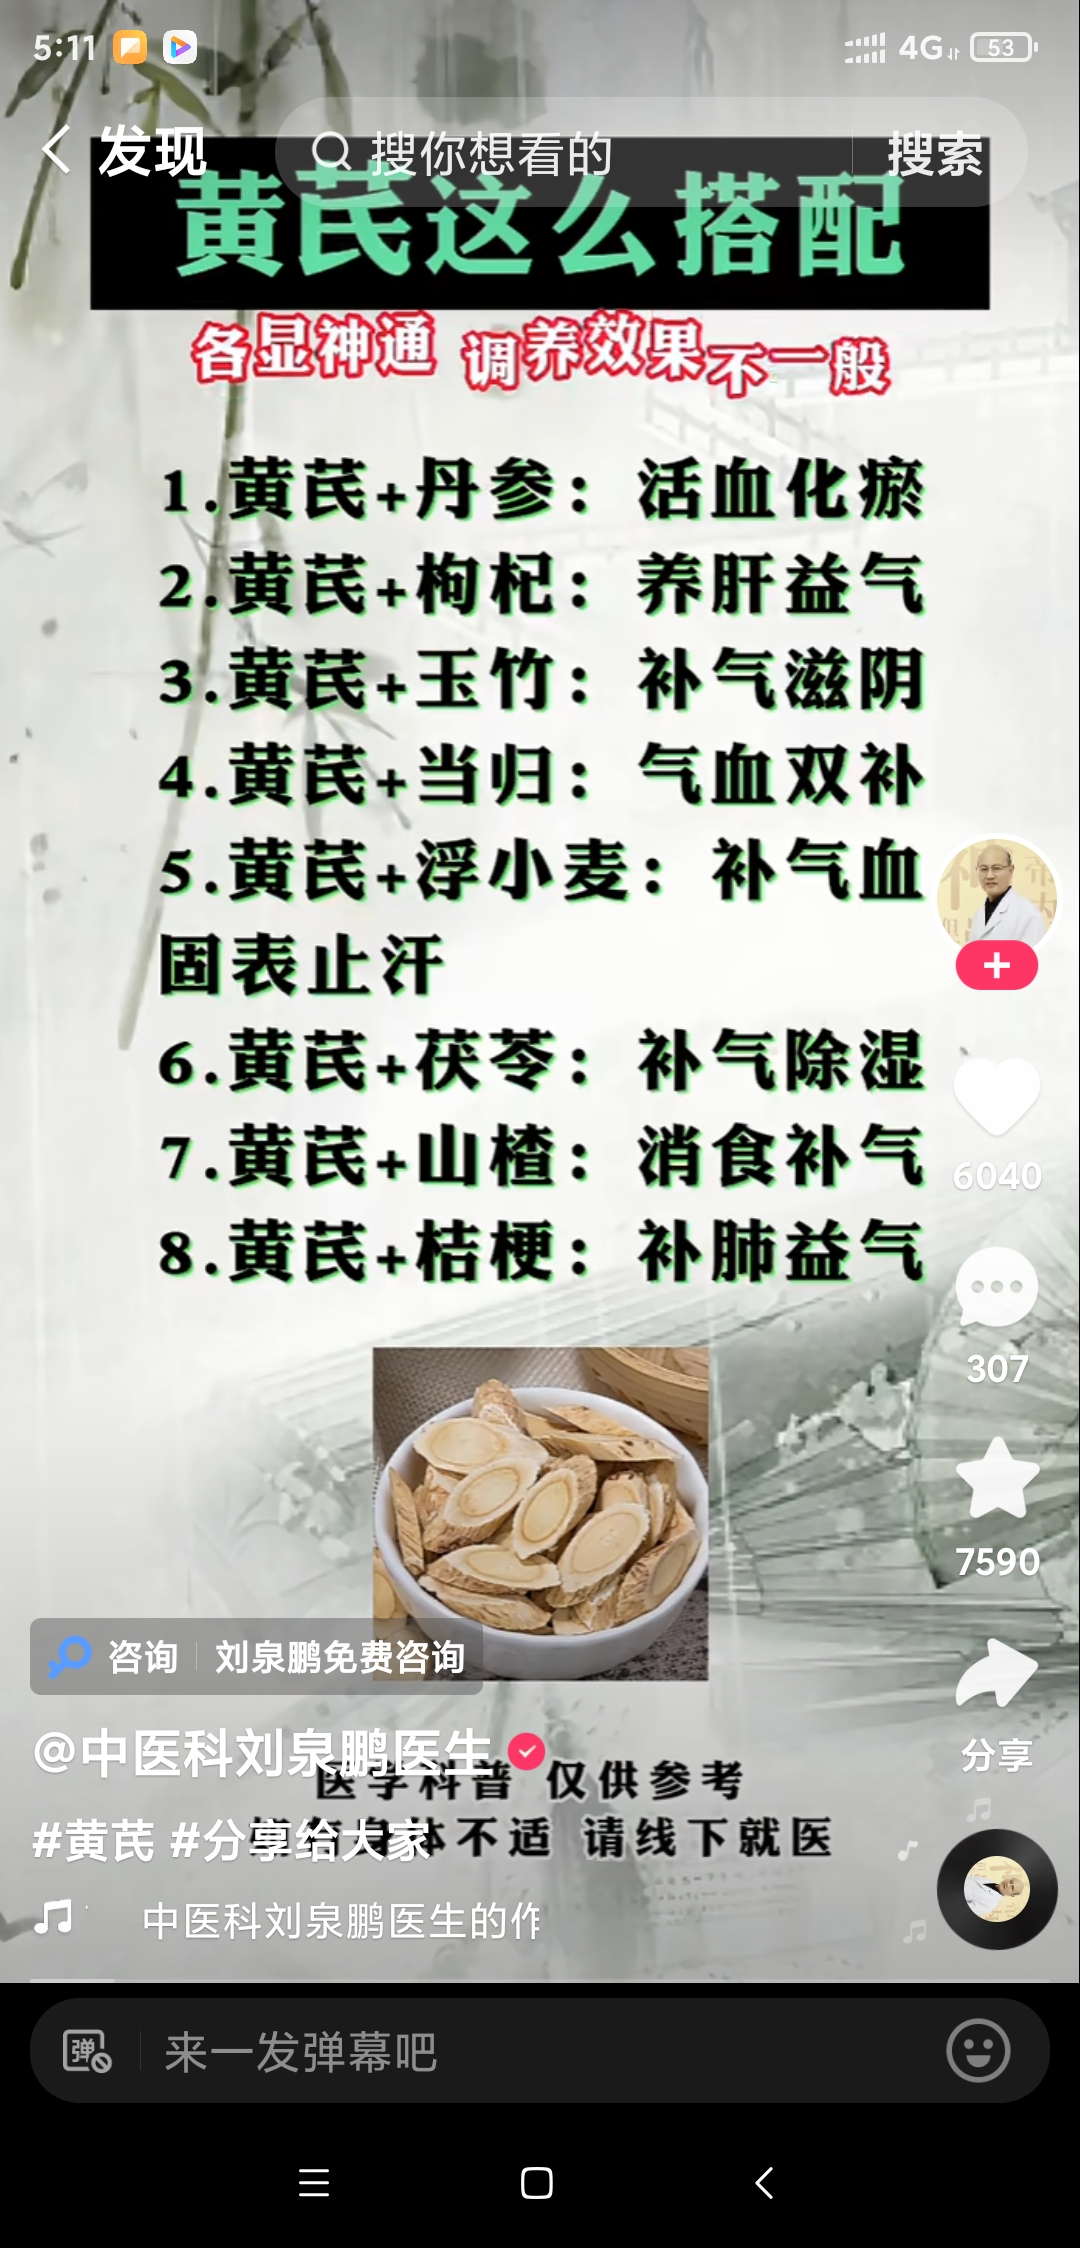 5:11
4G
53
发现
搜你想看的
搜索
黄芪这么搭配
各显神通 调养效果不一般
1.黄芪+丹参：活血化瘀
2.黄芪+枸杞：养肝益气
3.黄芪+玉竹：补气滋阴
4.黄芪+当归：气血双补
5.黄芪+浮小麦：补气血
固表止汗
6.黄芪+茯苓：补气除湿
7.黄芪+山楂：消食补气
8.黄芪+桔梗：补肺益气
6040
307
7590
分享
咨询 刘泉鹏免费咨询
@中医科刘泉鹏医生
医学科普 仅供参考
#黄芪 #分享给大家
体不适 请线下就医
中医科刘泉鹏医生的作
弹
来一发弹幕吧